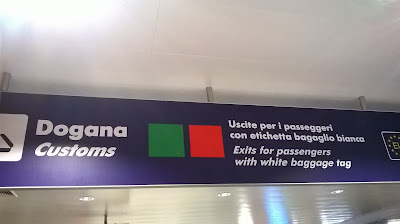 Dogana
Customs
Uscite per i passeggeri
con etichetta bagaglio bianca
Exits for passengers
with white baggage tag